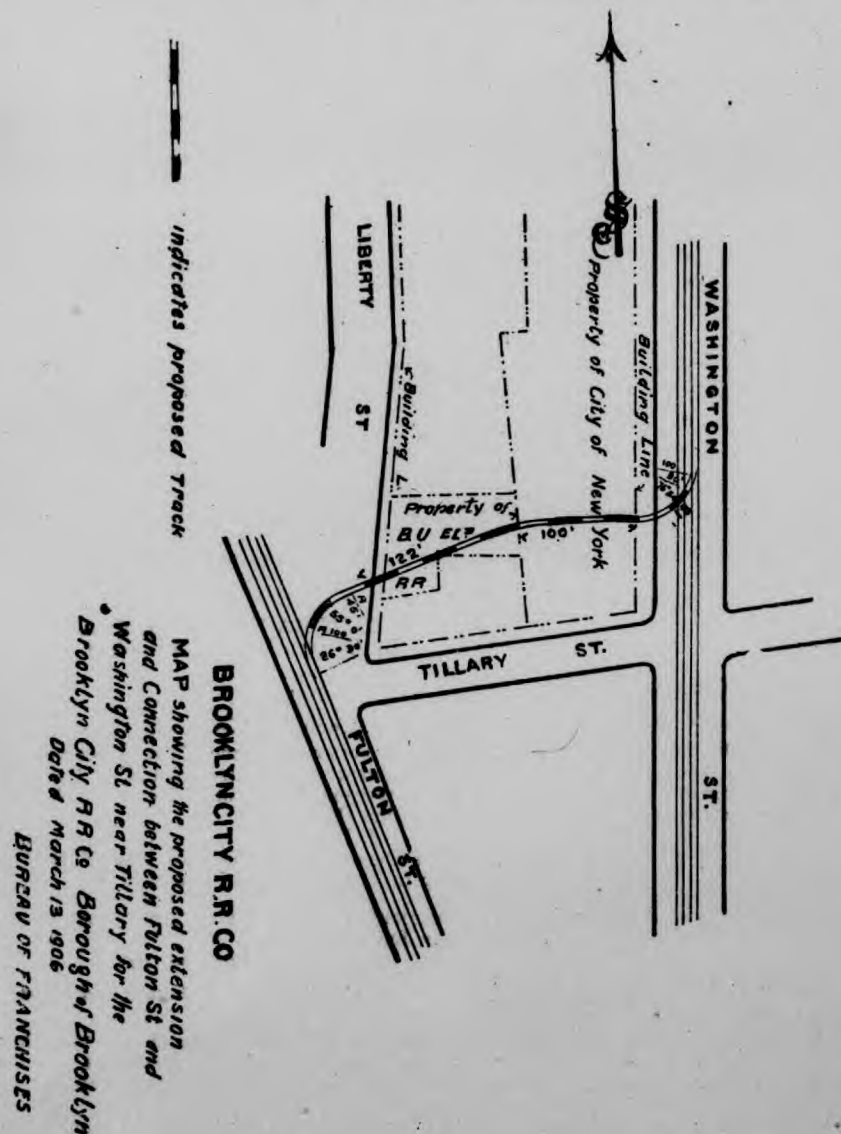 WASHINGTON
ST.
Building Line
Property of City of New York
100'
LIBERTY
ST
Building L.
Property of
B.U ELD
RR
122'
TILLARY
ST.
FULTON
ST.
26° 30'
indicates proposed Track
BROOKLYN CITY R.R. CO
MAP showing the proposed extension
and Connection between Fulton St and
Washington St near Tillary for the
Brooklyn City R R Co Borough of Brooklyn
Dated March 13 1906
BUREAU OF FRANCHISES